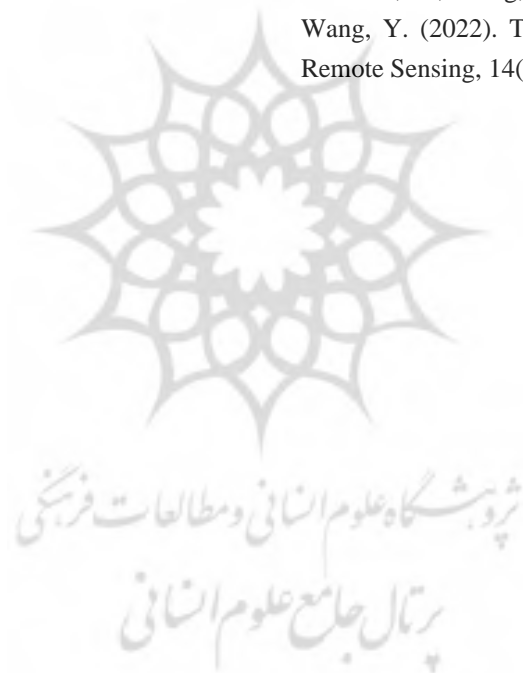 Wang, Y. (2022). T
Remote Sensing, 14(
پژوهشگاه علوم انسانی و مطالعات فرهنگی
پرتال جامع علوم انسانی